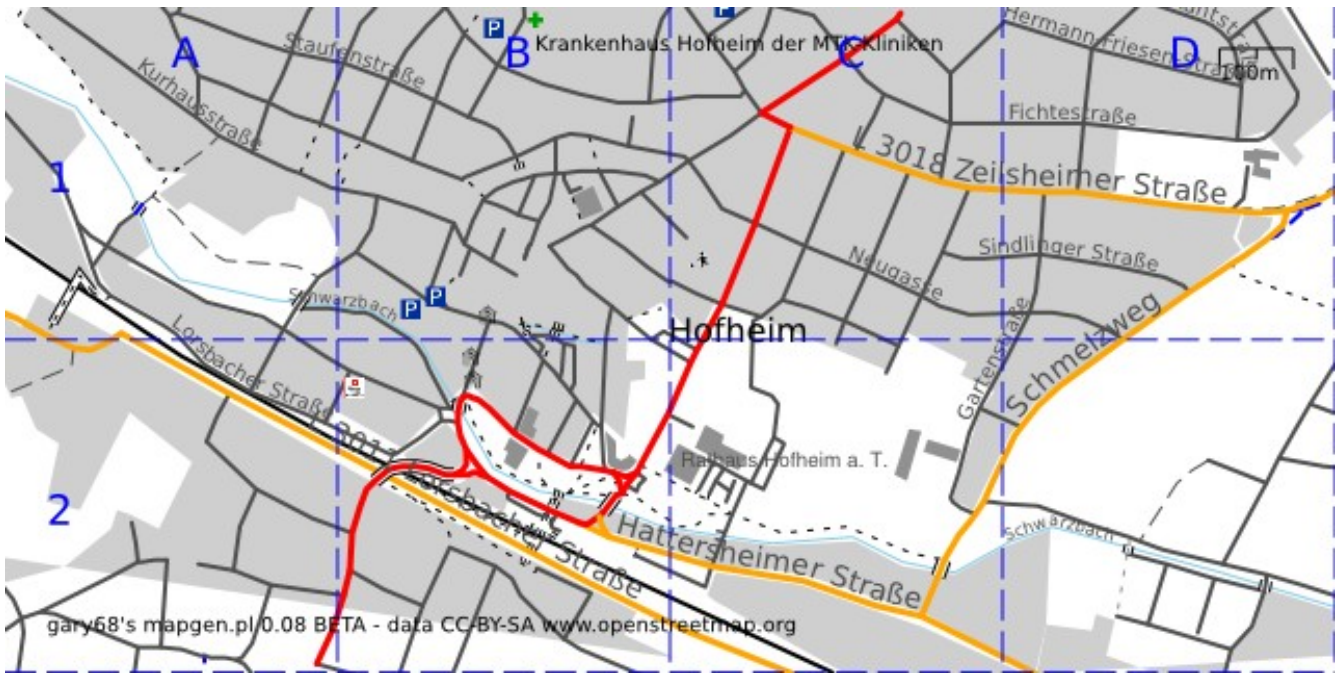 A
B
C
D
P
P
Krankenhaus Hofheim der MTK-Kliniken
Hermann-Friesen-Straße
100m
Staufenstraße
Kurhausstraße
Fichtestraße
L 3018 Zeilsheimer Straße
1
Sindlinger Straße
Neugasse
Schwarzbach
P
P
Hofheim
Lorsbacher Straße
Gartenstraße
Schmelzweg
L 3011 Lorsbacher Straße
Rathaus Hofheim a. T.
2
Hattersheimer Straße
Schwarzbach
gary68's mapgen.pl 0.08 BETA - data CC-BY-SA www.openstreetmap.org